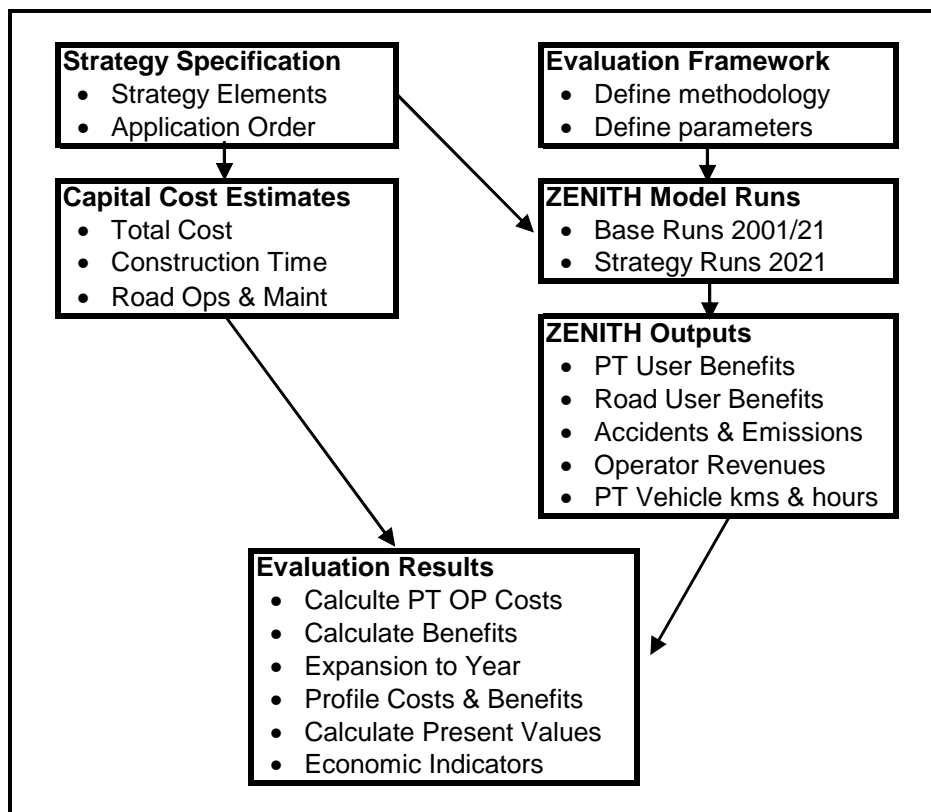 Strategy Specification
• Strategy Elements
• Application Order
Evaluation Framework
• Define methodology
• Define parameters
Capital Cost Estimates
• Total Cost
• Construction Time
• Road Ops & Maint
ZENITH Model Runs
• Base Runs 2001/21
• Strategy Runs 2021
ZENITH Outputs
• PT User Benefits
• Road User Benefits
• Accidents & Emissions
• Operator Revenues
• PT Vehicle kms & hours
Evaluation Results
• Calculte PT OP Costs
• Calculate Benefits
• Expansion to Year
• Profile Costs & Benefits
• Calculate Present Values
• Economic Indicators